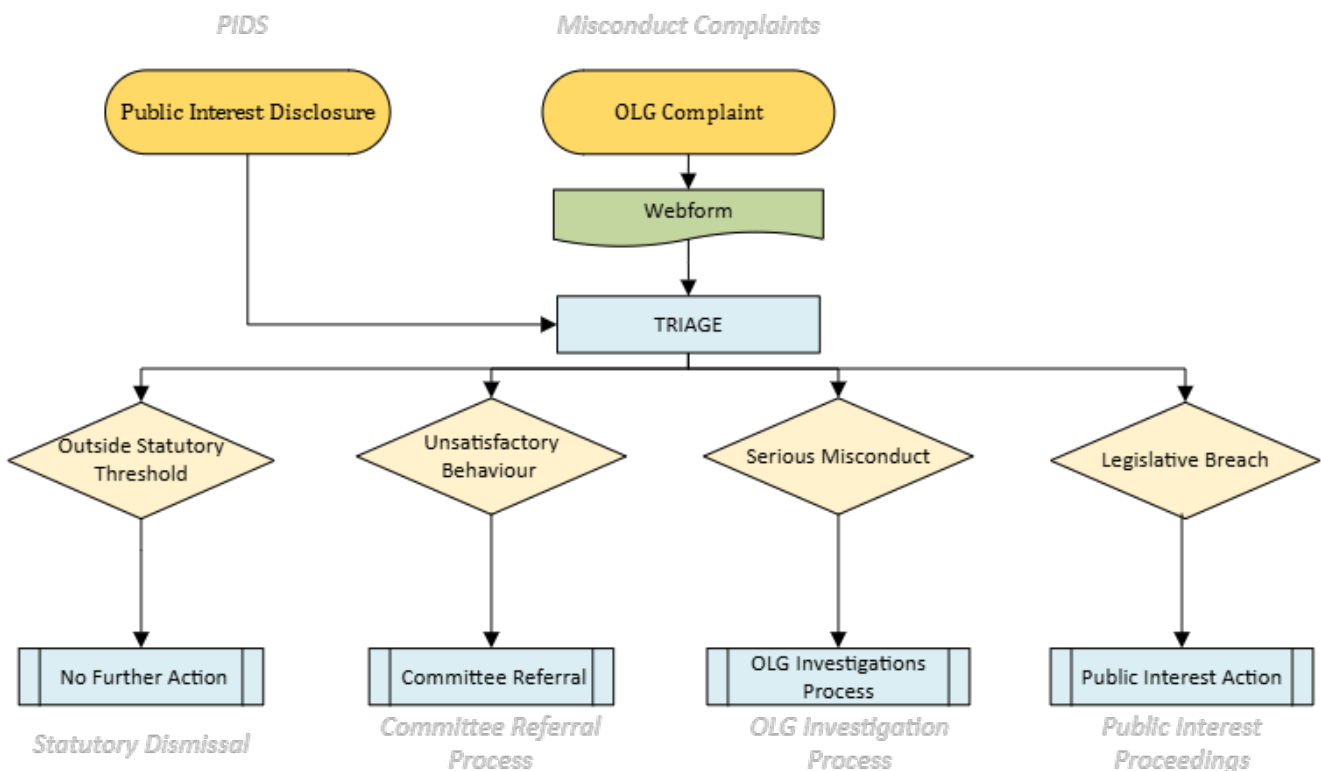 PIDS
Misconduct Complaints
Public Interest Disclosure
OLG Complaint
Webform
TRIAGE
Outside Statutory
Threshold
Unsatisfactory
Behaviour
Serious Misconduct
Legislative Breach
No Further Action
Committee Referral
OLG Investigations
Process
Public Interest Action
Statutory Dismissal
Committee Referral
Process
OLG Investigation
Process
Public Interest
Proceedings